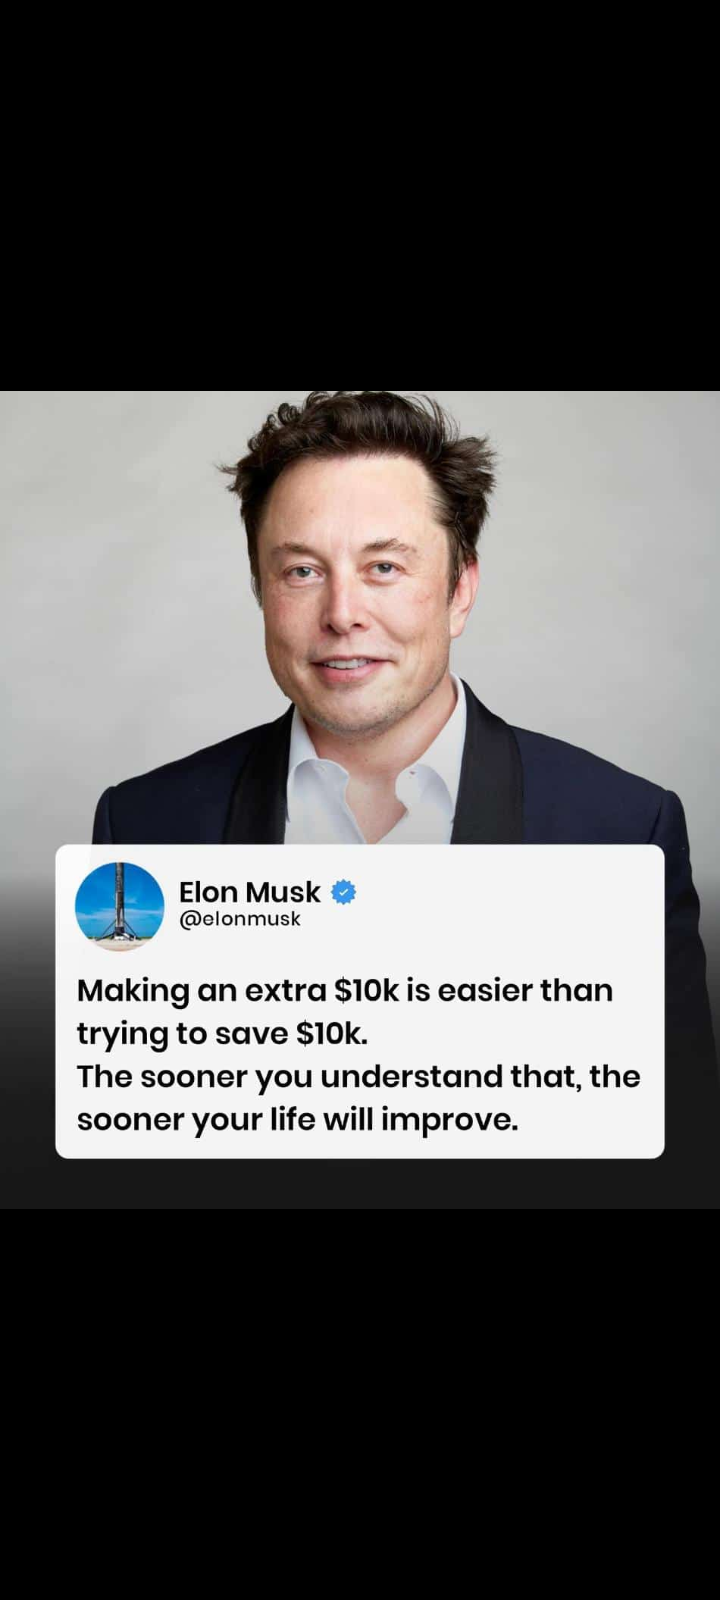 Elon Musk
@elonmusk
Making an extra $10k is easier than
trying to save $10k.
The sooner you understand that, the
sooner your life will improve.